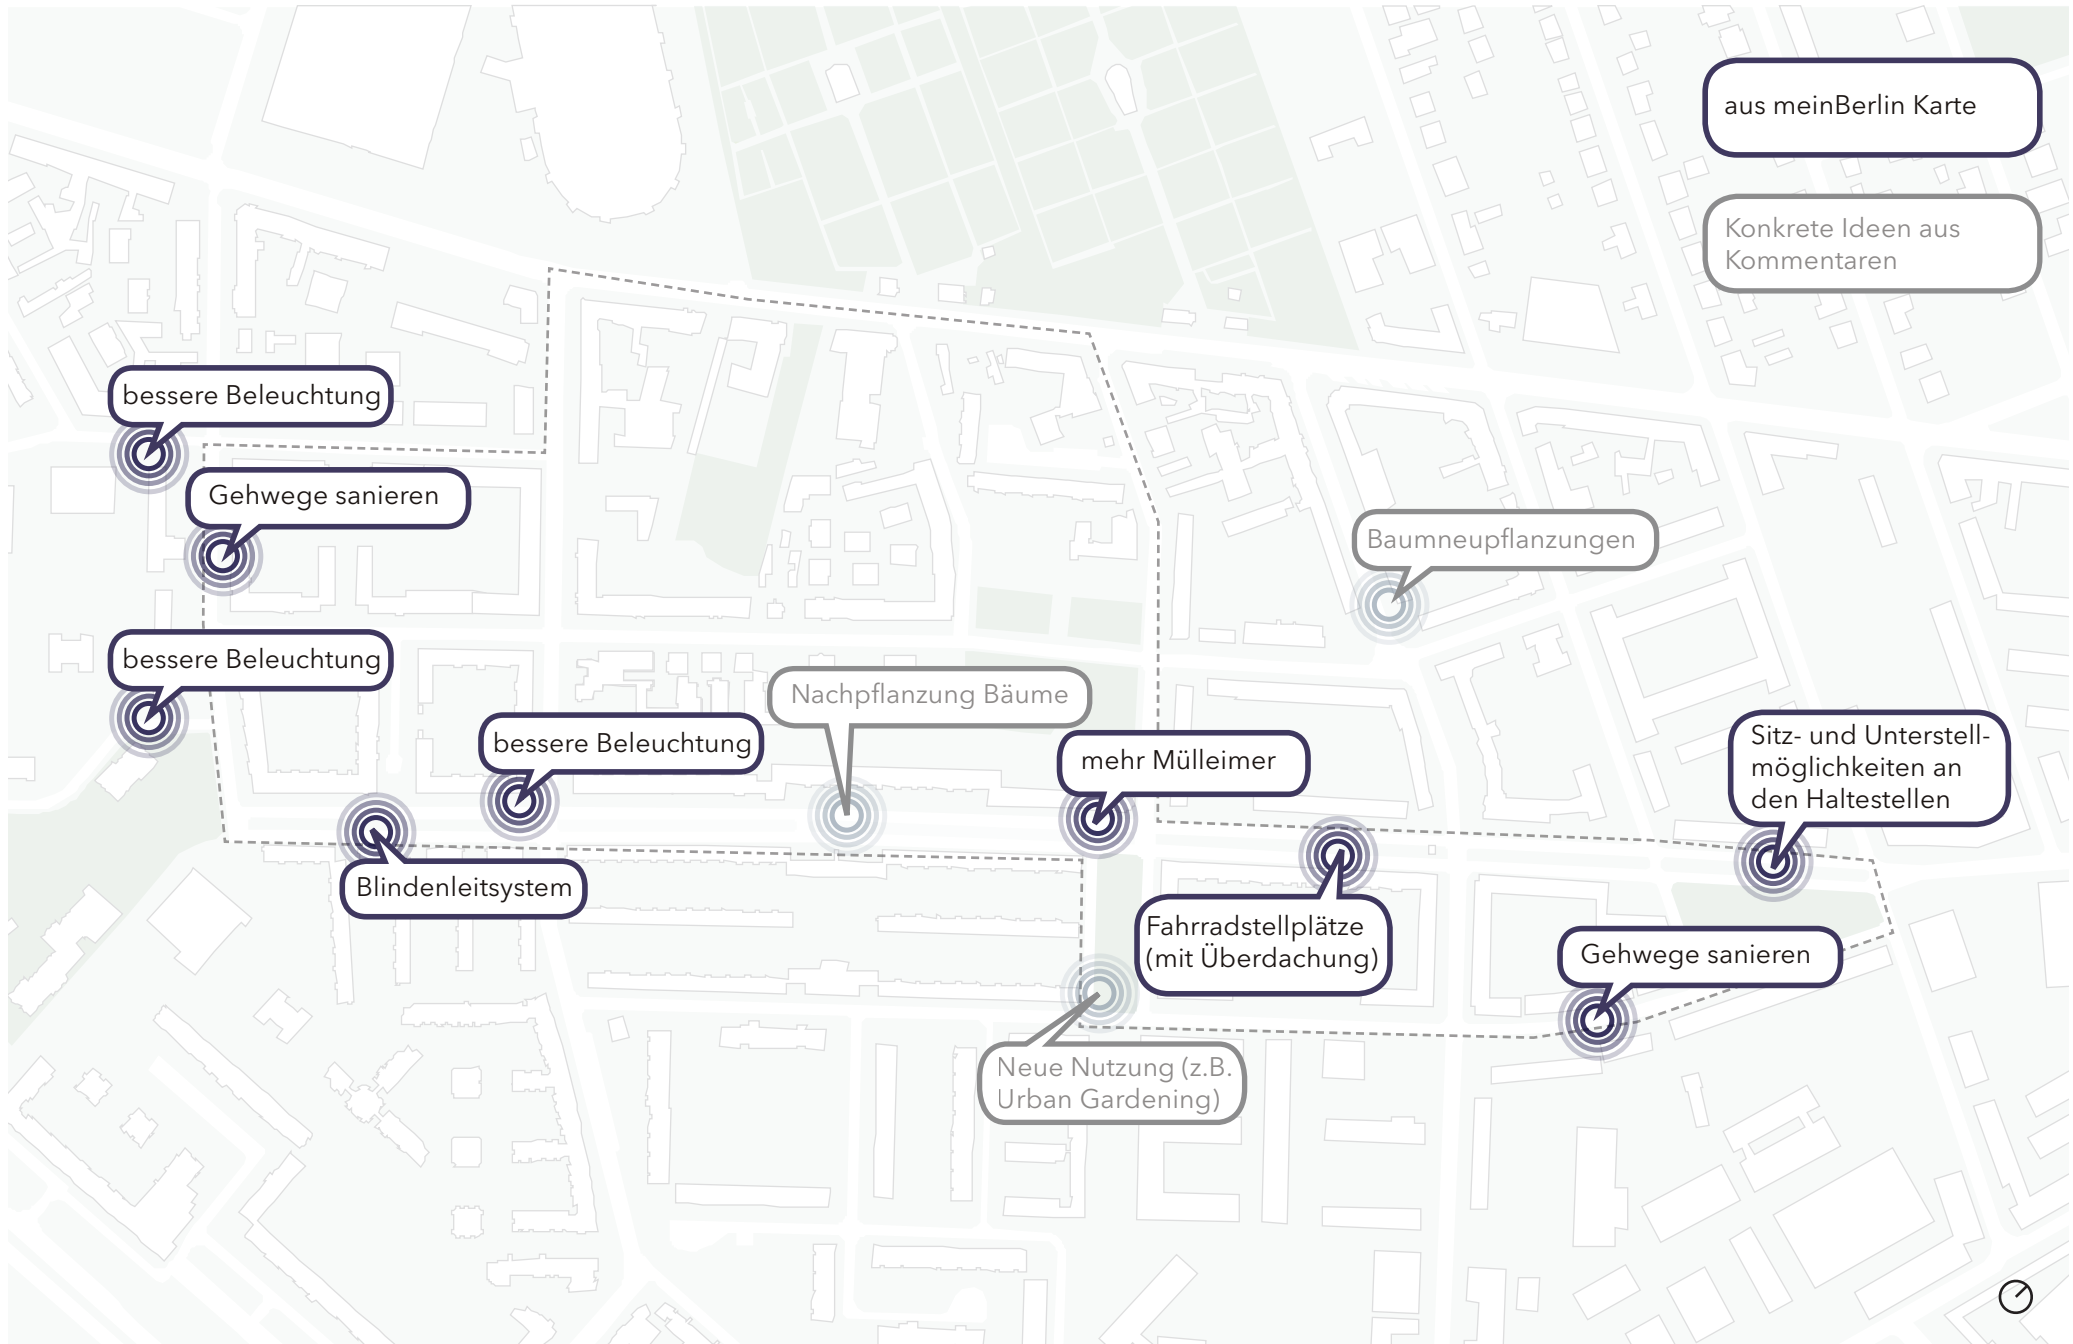 aus meinBerlin Karte
Konkrete Ideen aus
Kommentaren
bessere Beleuchtung
Gehwege sanieren
Baumneupflanzungen
bessere Beleuchtung
Nachpflanzung Bäume
bessere Beleuchtung
mehr Mülleimer
Sitz- und Unterstell-
möglichkeiten an
den Haltestellen
Blindenleitsystem
Fahrradstellplätze
(mit Überdachung)
Gehwege sanieren
Neue Nutzung (z.B.
Urban Gardening)